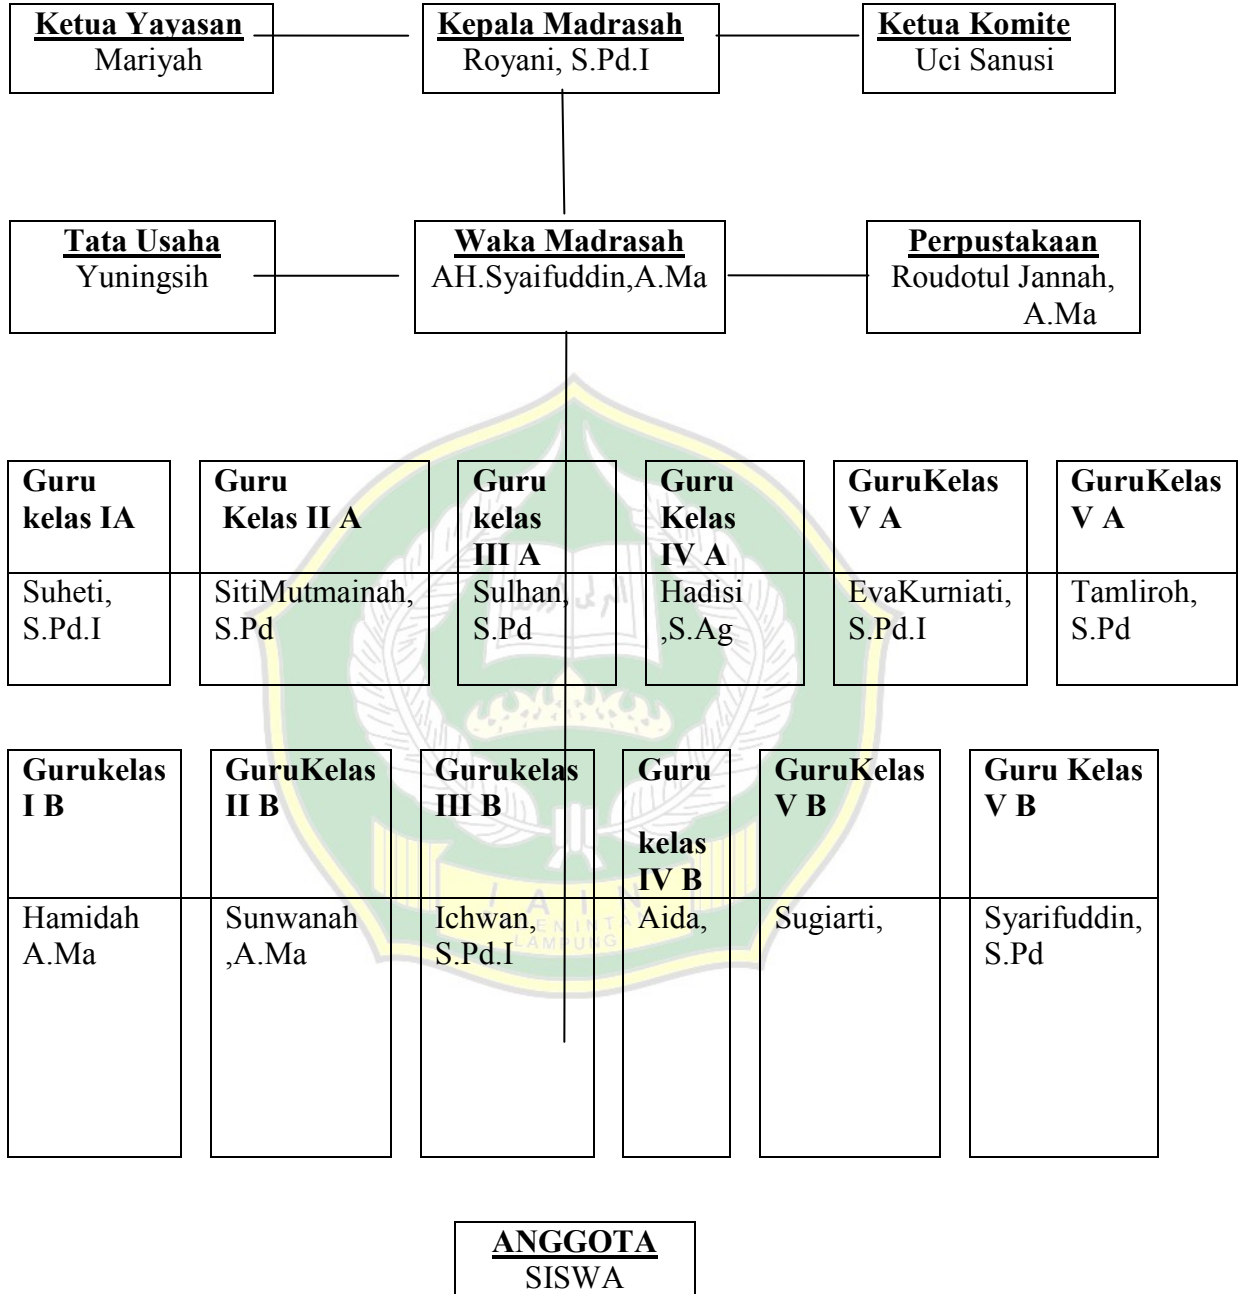 Ketua Yayasan
Mariyah
Kepala Madrasah
Royani, S.Pd.I
Ketua Komite
Uci Sanusi
Tata Usaha
Yuningsih
Waka Madrasah
AH.Syaifuddin,A.Ma
Perpustakaan
Roudotul Jannah,
A.Ma
Guru
kelas IA
Guru
Kelas II A
Guru
kelas
III A
Guru
Kelas
IV A
GuruKelas
V A
GuruKelas
V A
Suheti,
S.Pd.I
SitiMutmainah,
S.Pd
Sulhan,
S.Pd
Hadisi
,S.Ag
EvaKurniati,
S.Pd.I
Tamliroh,
S.Pd
Gurukelas
I B
GuruKelas
II B
Gurukelas
III B
Guru
kelas
IV B
GuruKelas
V B
Guru Kelas
V B
Hamidah
A.Ma
Sunwanah
,A.Ma
Ichwan,
S.Pd.I
Aida,
Sugiarti,
Syarifuddin,
S.Pd
IAIN
LAMPUNG
ANGGOTA
SISWA